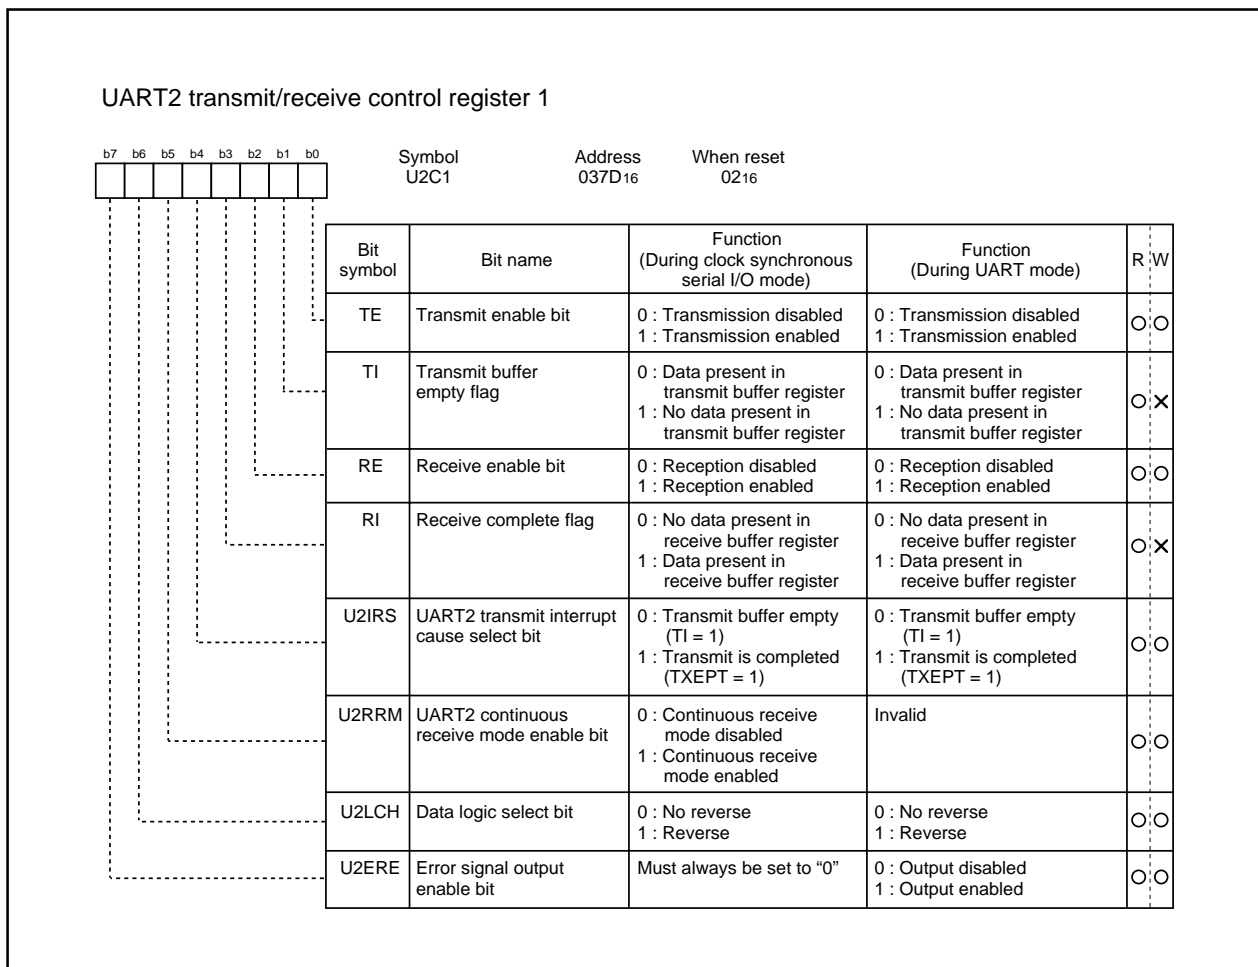 UART2 transmit/receive control register 1
b7 b6 b5 b4 b3 b2 b1 b0
Symbol Address When reset
U2C1 037D16 0216
Bit symbol
Bit name
Function
(During clock synchronous
serial I/O mode)
Function
(During UART mode)
R W
TE
Transmit enable bit
0 : Transmission disabled
1 : Transmission enabled
0 : Transmission disabled
1 : Transmission enabled
TI
Transmit buffer
empty flag
0 : Data present in
transmit buffer register
1 : No data present in
transmit buffer register
0 : Data present in
transmit buffer register
1 : No data present in
transmit buffer register
RE
Receive enable bit
0 : Reception disabled
1 : Reception enabled
0 : Reception disabled
1 : Reception enabled
RI
Receive complete flag
0 : No data present in
receive buffer register
1 : Data present in
receive buffer register
0 : No data present in
receive buffer register
1 : Data present in
receive buffer register
U2IRS
UART2 transmit interrupt
cause select bit
0 : Transmit buffer empty
(TI = 1)
1 : Transmit is completed
(TXEPT = 1)
0 : Transmit buffer empty
(TI = 1)
1 : Transmit is completed
(TXEPT = 1)
U2RRM
UART2 continuous
receive mode enable bit
0 : Continuous receive
mode disabled
1 : Continuous receive
mode enabled
Invalid
U2LCH
Data logic select bit
0 : No reverse
1 : Reverse
0 : No reverse
1 : Reverse
U2ERE
Error signal output
enable bit
Must always be set to “0”
0 : Output disabled
1 : Output enabled